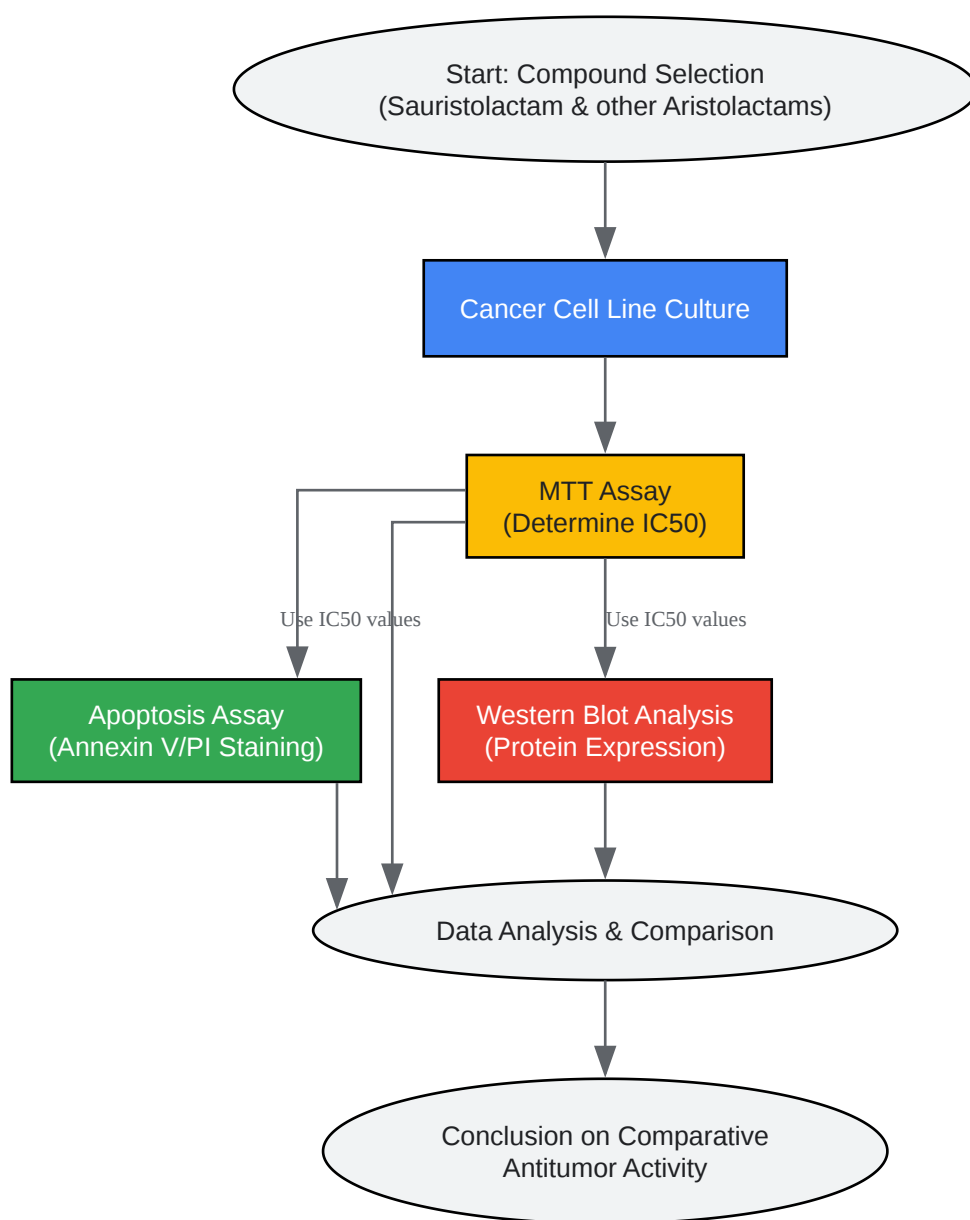 Start: Compound Selection
(Sauristolactam & other Aristolactams)
Cancer Cell Line Culture
MTT Assay
(Determine IC50)
Use IC50 values
Use IC50 values
Apoptosis Assay
(Annexin V/PI Staining)
Western Blot Analysis
(Protein Expression)
Data Analysis & Comparison
Conclusion on Comparative
Antitumor Activity